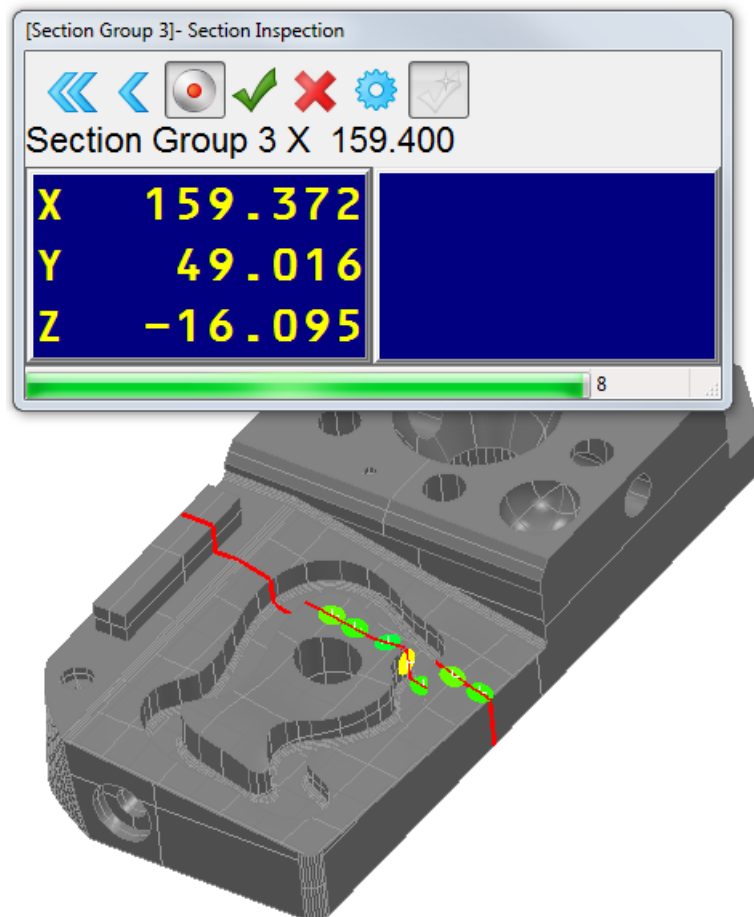 [Section Group 3]- Section Inspection
Section Group 3 X  159.400
X 159.372
Y 49.016
Z -16.095
8